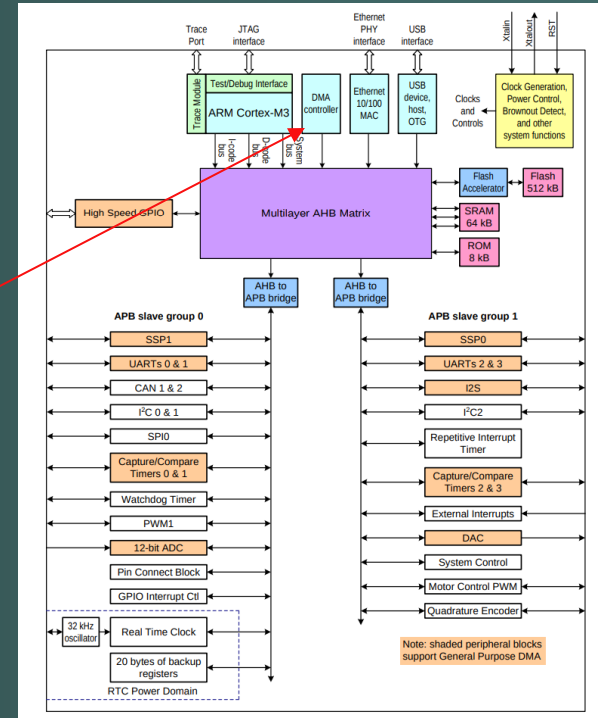 Trace
Port
JTAG
interface
Ethernet
PHY
interface
USB
interface
Xtalin
Xtalout
RST
Trace Module
Test/Debug Interface
ARM Cortex-M3
DMA
controller
Ethernet
10/100
MAC
USB
device,
host,
OTG
Clocks
and
Controls
Clock Generation,
Power Control,
Brownout Detect,
and other
system functions
I-code
bus
D-code
bus
System
bus
Flash
Accelerator
Flash
512 kB
High Speed GPIO
Multilayer AHB Matrix
SRAM
64 kB
ROM
8 kB
AHB to
APB bridge
AHB to
APB bridge
APB slave group 0
SSP1
UARTs 0 & 1
CAN 1 & 2
I2C 0 & 1
SPI0
Capture/Compare
Timers 0 & 1
Watchdog Timer
PWM1
12-bit ADC
Pin Connect Block
GPIO Interrupt Ctl
32 kHz
oscillator
Real Time Clock
20 bytes of backup
registers
RTC Power Domain
APB slave group 1
SSP0
UARTs 2 & 3
I2S
I2C2
Repetitive Interrupt
Timer
Capture/Compare
Timers 2 & 3
External Interrupts
DAC
System Control
Motor Control PWM
Quadrature Encoder
Note: shaded peripheral blocks
support General Purpose DMA